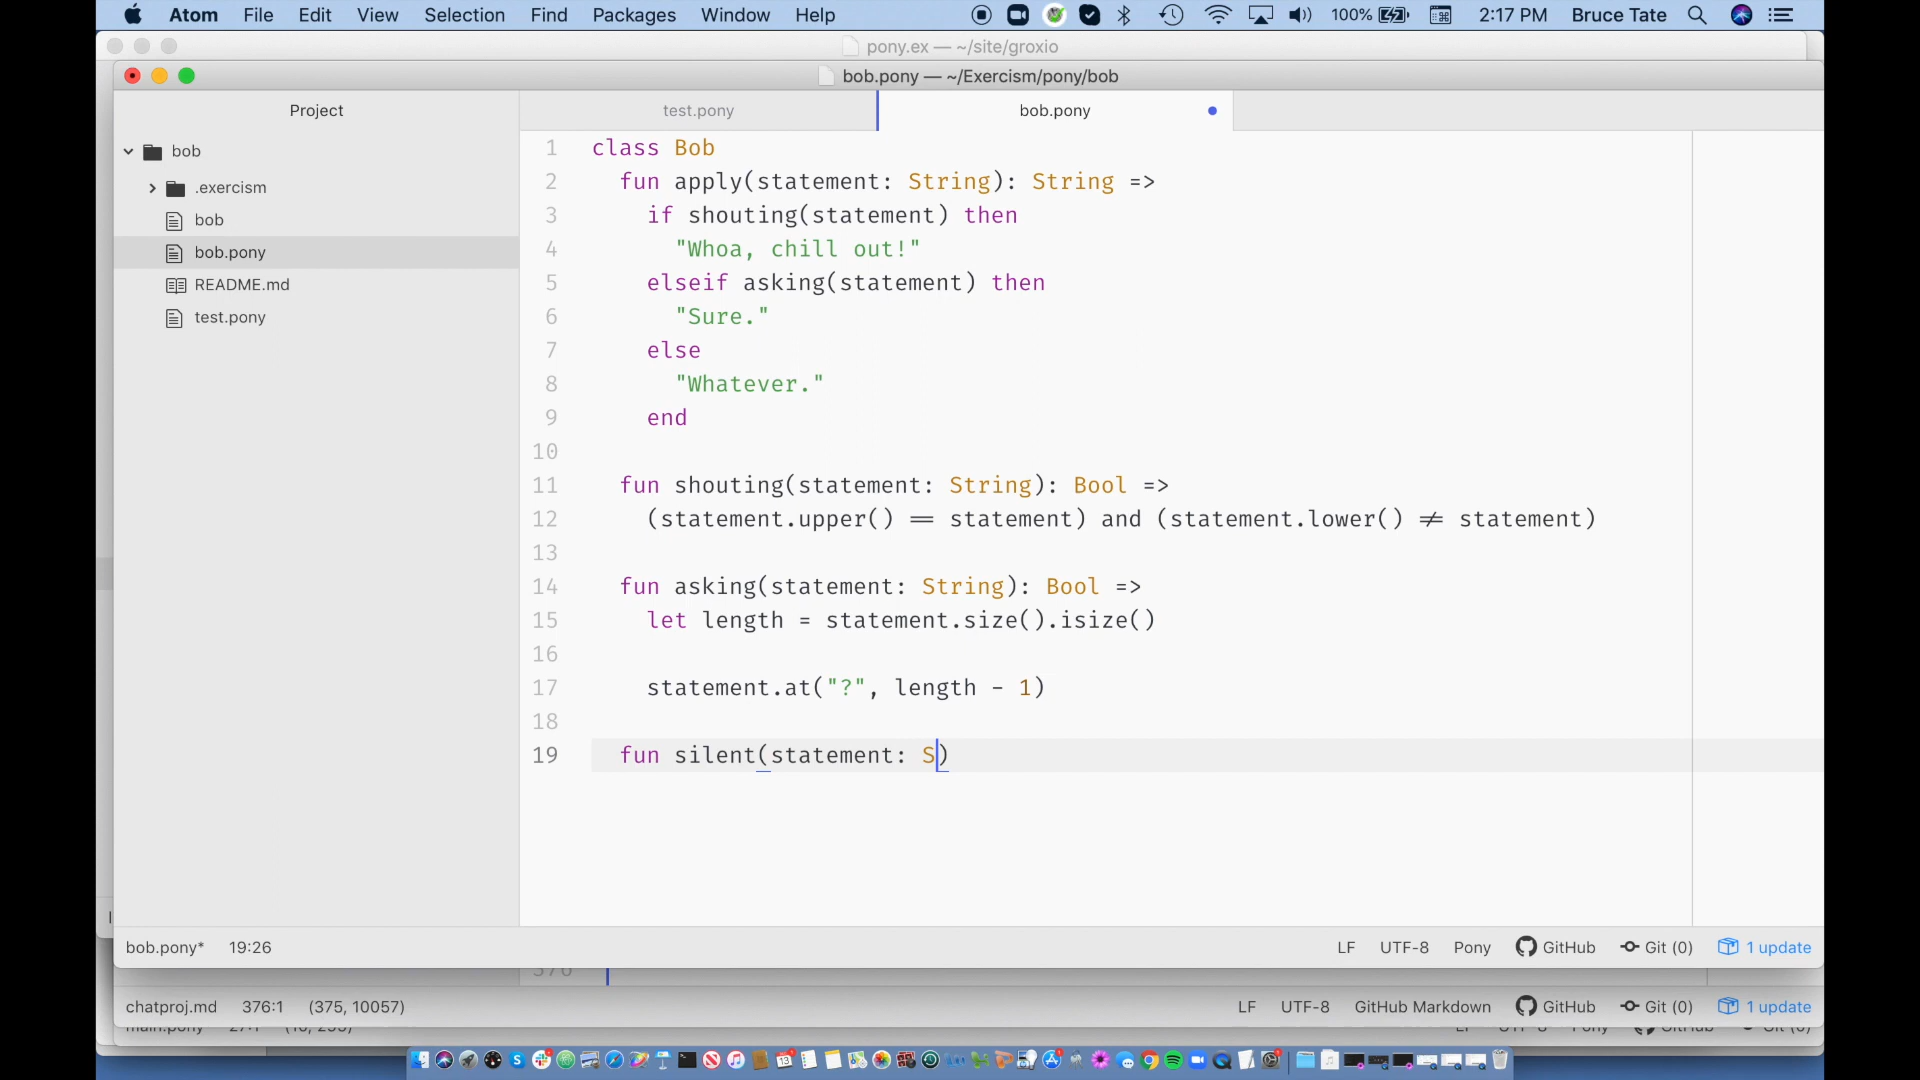 Atom File Edit View Selection Find Packages Window Help 100% 2:17 PM Bruce Tate
pony.ex — ~/site/groxio
bob.pony — ~/Exercism/pony/bob
Project
test.pony
bob.pony
bob
.exercism
bob
bob.pony
README.md
test.pony
1 class Bob
2 fun apply(statement: String): String =>
3 if shouting(statement) then
4 "Whoa, chill out!"
5 elseif asking(statement) then
6 "Sure."
7 else
8 "Whatever."
9 end
10
11 fun shouting(statement: String): Bool =>
12 (statement.upper() == statement) and (statement.lower() != statement)
13
14 fun asking(statement: String): Bool =>
15 let length = statement.size().isize()
16
17 statement.at("?", length - 1)
18
19 fun silent(statement: S)
bob.pony* 19:26 LF UTF-8 Pony GitHub Git (0) 1 update
376
chatproj.md 376:1 (375, 10057) LF UTF-8 GitHub Markdown GitHub Git (0) 1 update